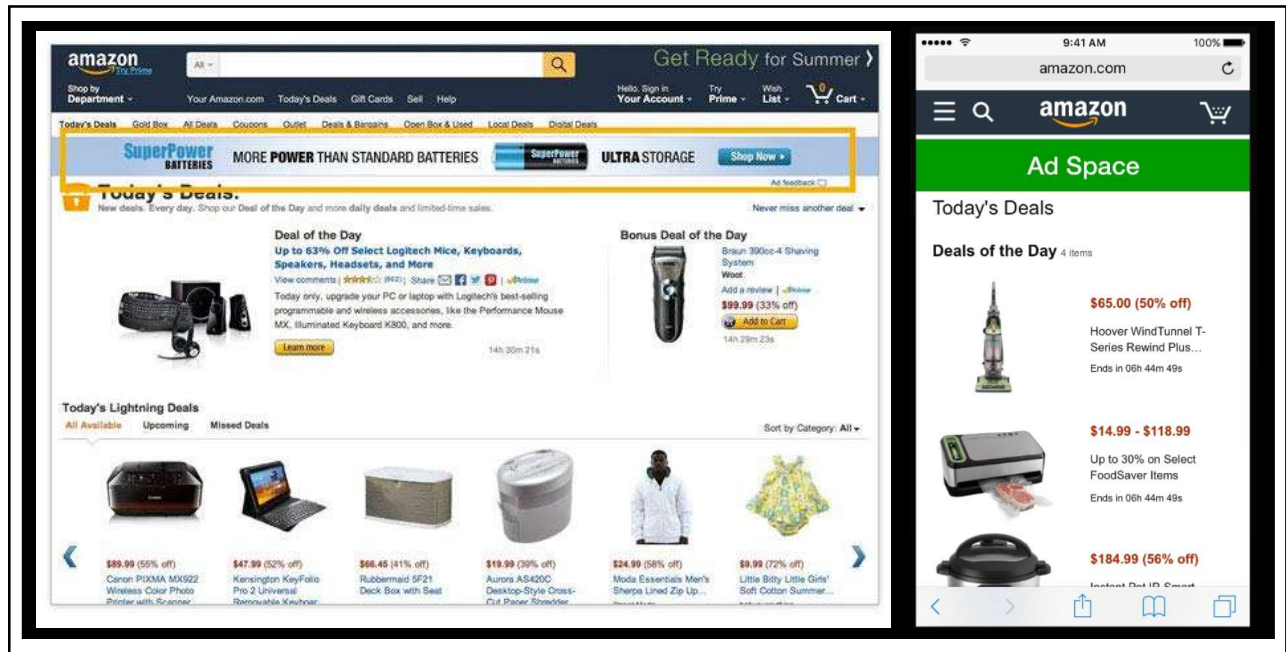 amazon
Try Prime
All
Get Ready for Summer
Shop by
Department
Your Amazon.com Today's Deals Gift Cards Sell Help
Hello. Sign in
Your Account
Try
Prime
Wish
List
0
Cart
Today's Deals Gold Box All Deals Coupons Outlet Deals & Bargains Open Box & Used Local Deals Digital Deals
SuperPower
BATTERIES
MORE POWER THAN STANDARD BATTERIES
SuperPower
BATTERIES
ULTRA STORAGE
Shop Now
Ad feedback
Today's Deals.
New deals. Every day. Shop our Deal of the Day and more daily deals and limited-time sales.
Never miss another deal
Deal of the Day
Up to 63% Off Select Logitech Mice, Keyboards,
Speakers, Headsets, and More
View comments | (962) | Share | Prime
Today only, upgrade your PC or laptop with Logitech's best-selling
programmable and wireless accessories, like the Performance Mouse
MX, Illuminated Keyboard K800, and more.
Learn more
14h 30m 21s
Bonus Deal of the Day
Braun 390cc-4 Shaving
System
Woot
Add a review | Prime
$99.99 (33% off)
Add to Cart
14h 29m 23s
Today's Lightning Deals
All Available Upcoming Missed Deals
Sort by Category: All
$89.99 (55% off)
Canon PIXMA MX922
Wireless Color Photo
Printer with Scanner
$47.99 (52% off)
Kensington KeyFolio
Pro 2 Universal
Removable Keyboar
$66.45 (41% off)
Rubbermaid 5F21
Deck Box with Seat
$19.99 (39% off)
Aurora AS420C
Desktop-Style Cross-
Cut Paper Shredder
$24.99 (58% off)
Moda Essentials Men's
Sherpa Lined Zip Up...
$9.99 (72% off)
Little Bitty Little Girls'
Soft Cotton Summer...
9:41 AM
100%
amazon.com
amazon
Ad Space
Today's Deals
Deals of the Day 4 items
$65.00 (50% off)
Hoover WindTunnel T-
Series Rewind Plus...
Ends in 06h 44m 49s
$14.99 - $118.99
Up to 30% on Select
FoodSaver Items
Ends in 06h 44m 49s
$184.99 (56% off)
Instant Pot IP-Smart